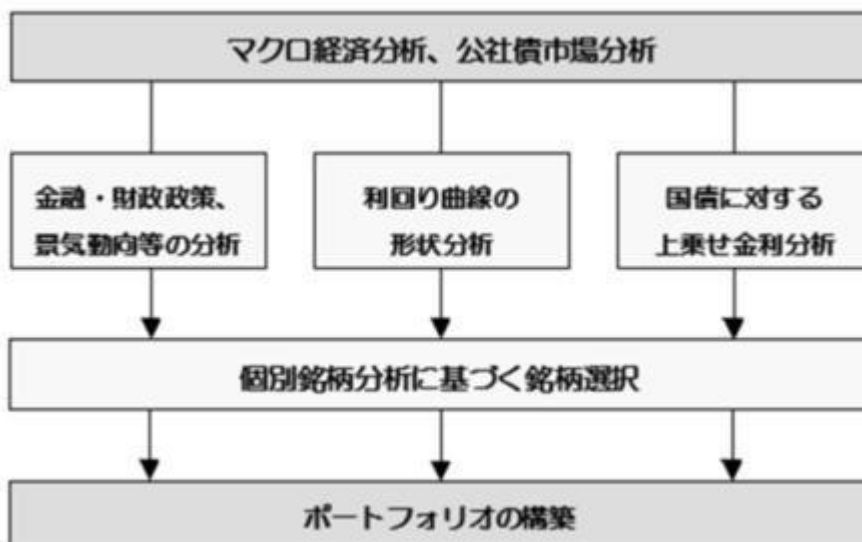 マクロ経済分析、公社債市場分析
金融・財政政策、
景気動向等の分析
利回り曲線の
形状分析
国債に対する
上乗せ金利分析
個別銘柄分析に基づく銘柄選択
ポートフォリオの構築